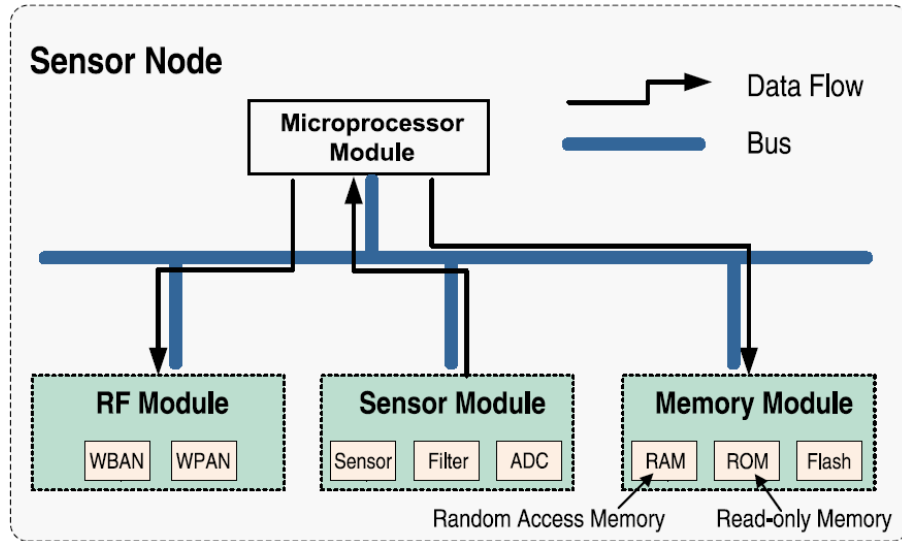 Sensor Node
Microprocessor
Module
Data Flow
Bus
RF Module
WBAN
WPAN
Sensor Module
Sensor
Filter
ADC
Memory Module
RAM
ROM
Flash
Random Access Memory
Read-only Memory